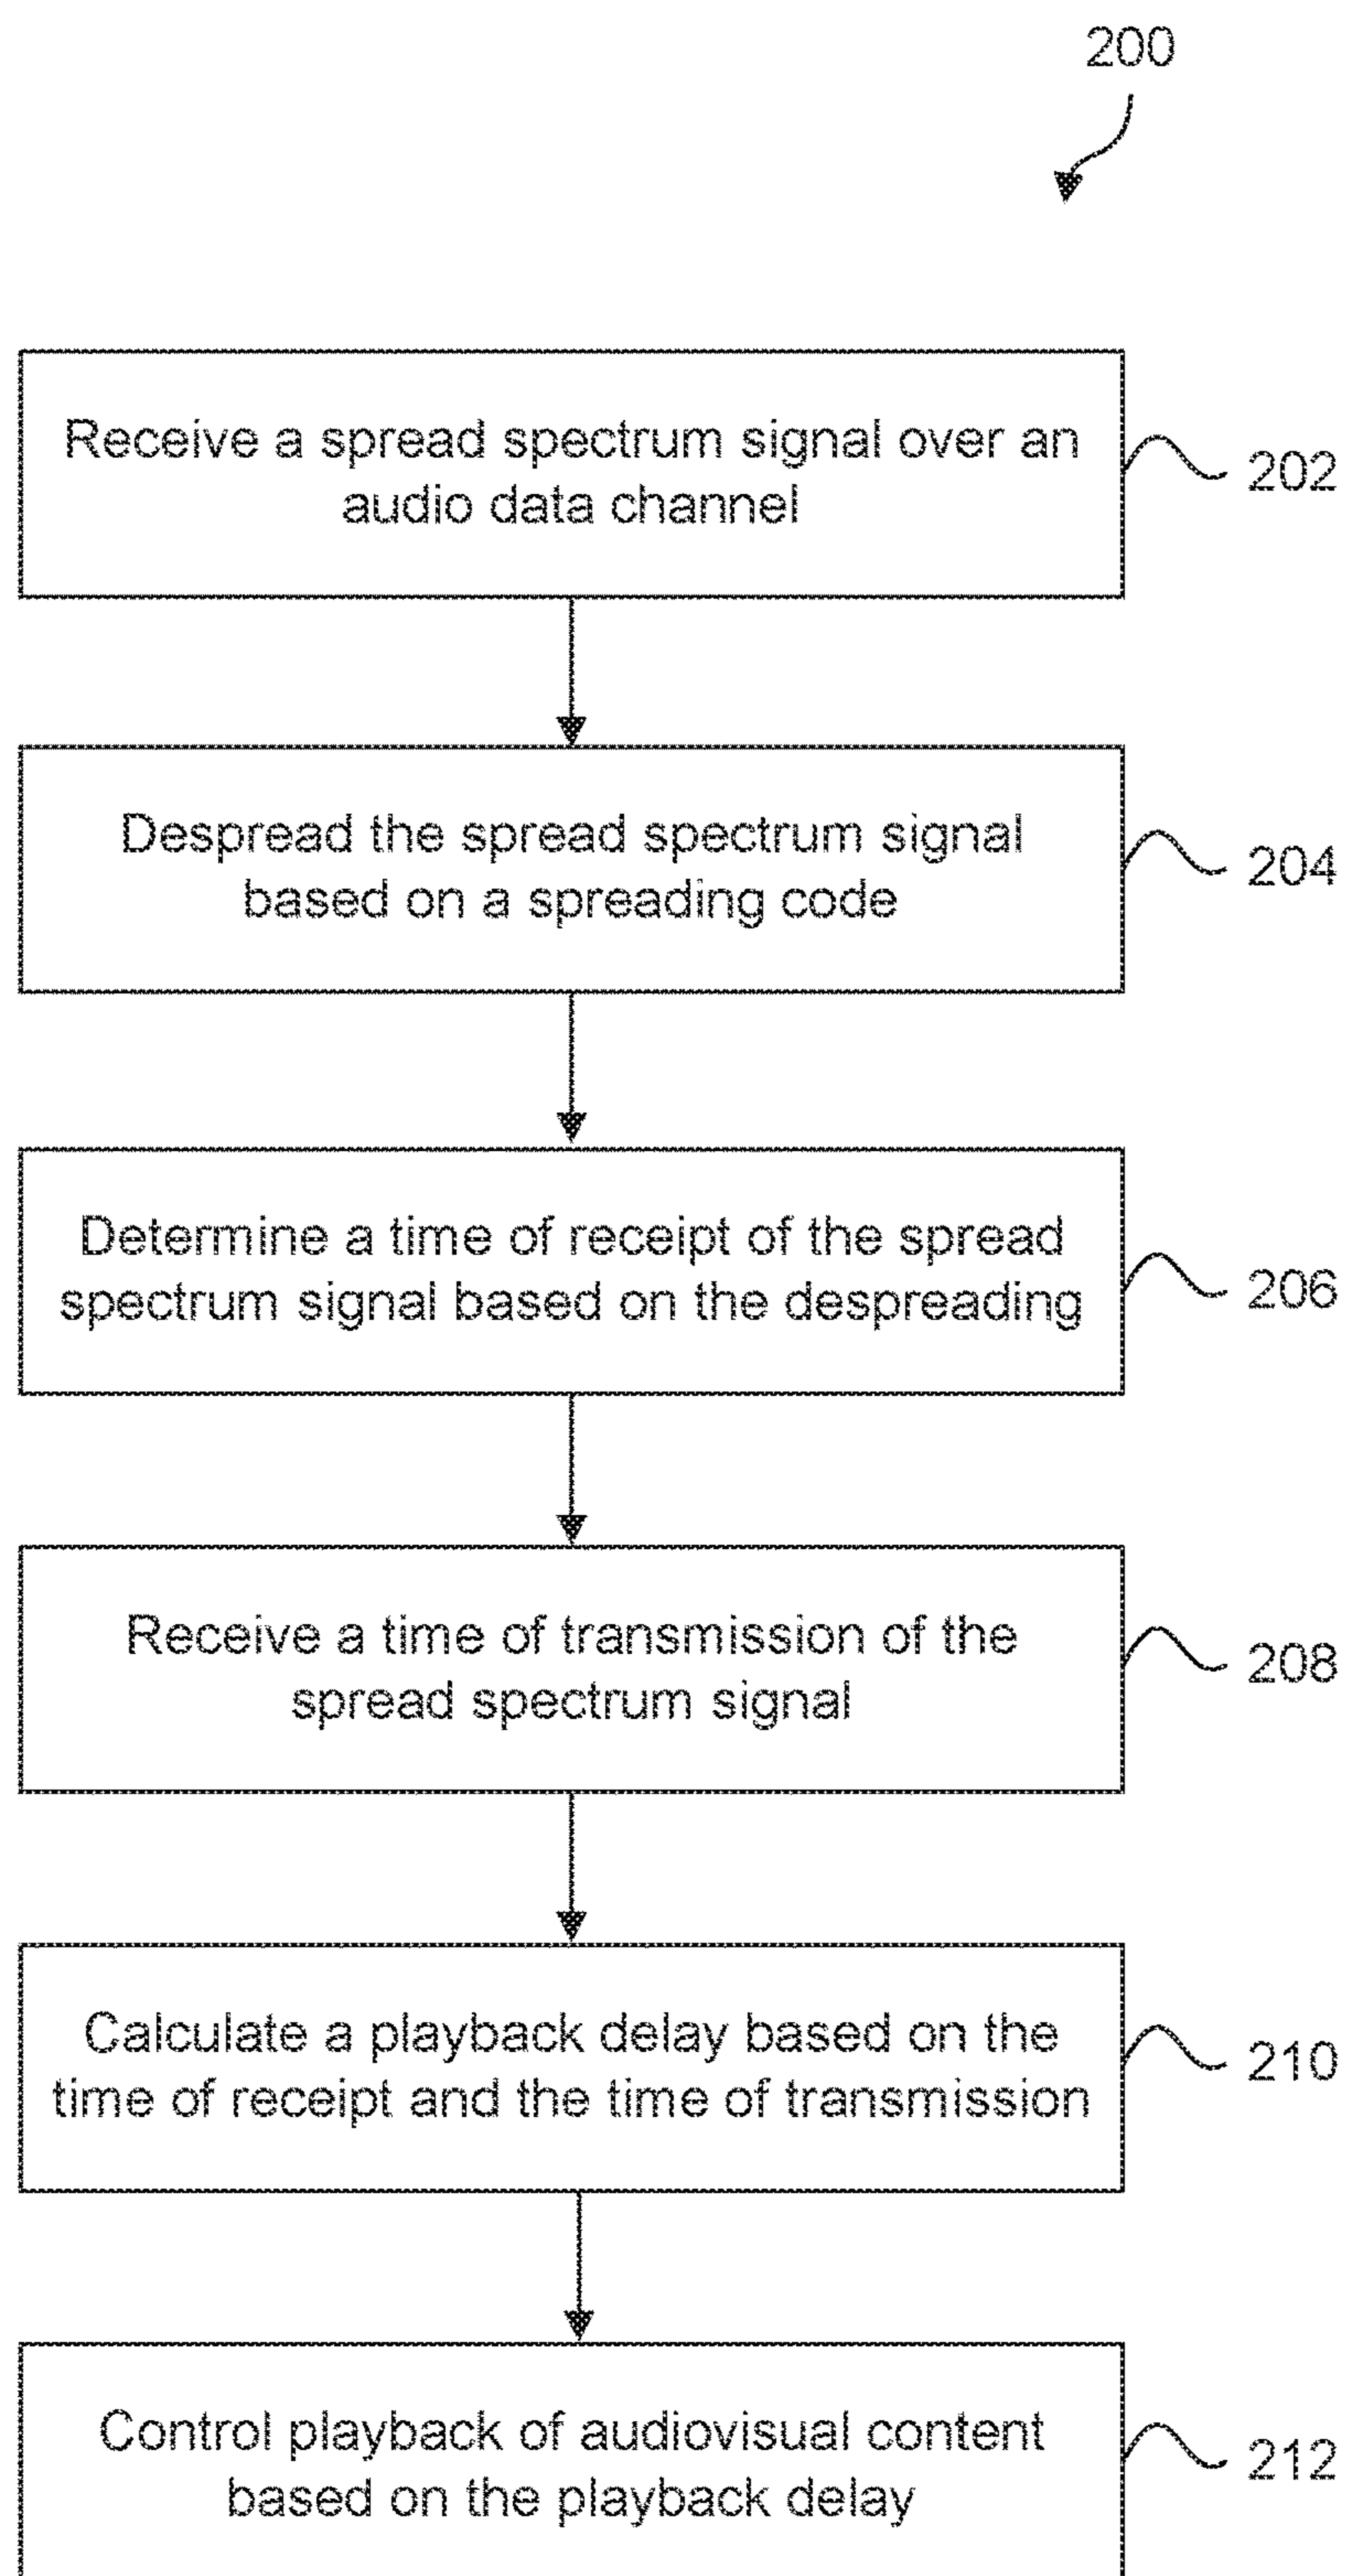 200
Receive a spread spectrum signal over an
audio data channel
202
Despread the spread spectrum signal
based on a spreading code
204
Determine a time of receipt of the spread
spectrum signal based on the despreading
206
Receive a time of transmission of the
spread spectrum signal
208
Calculate a playback delay based on the
time of receipt and the time of transmission
210
Control playback of audiovisual content
based on the playback delay
212